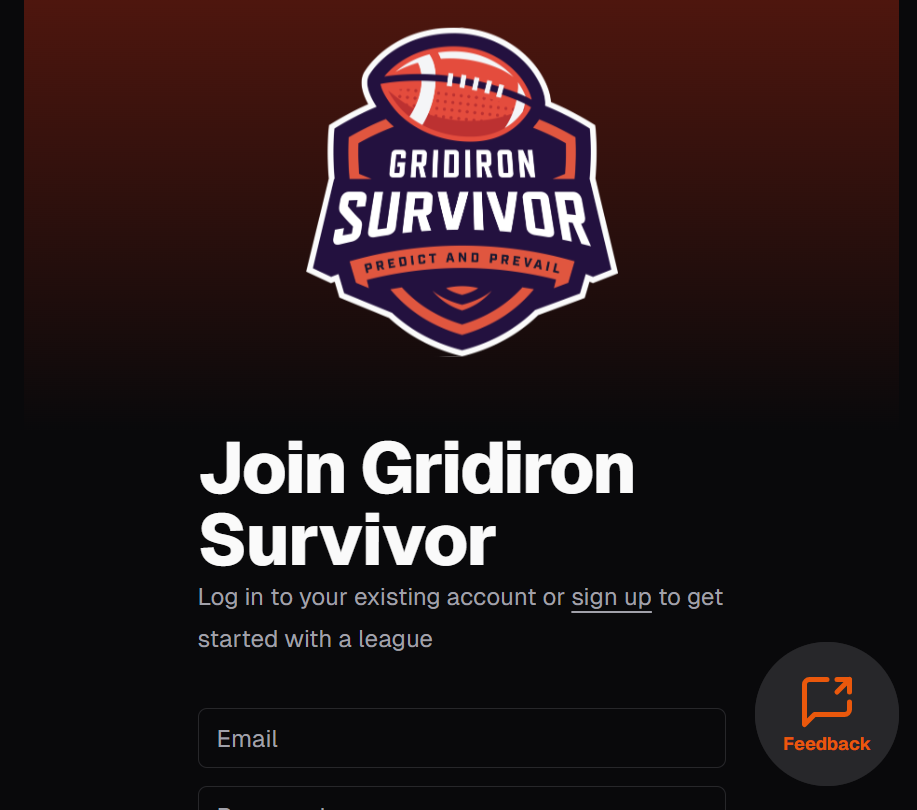 GRIDIRON
SURVIVOR
PREDICT AND PREVAIL
Join Gridiron
Survivor
Log in to your existing account or sign up to get
started with a league
Email
Feedback